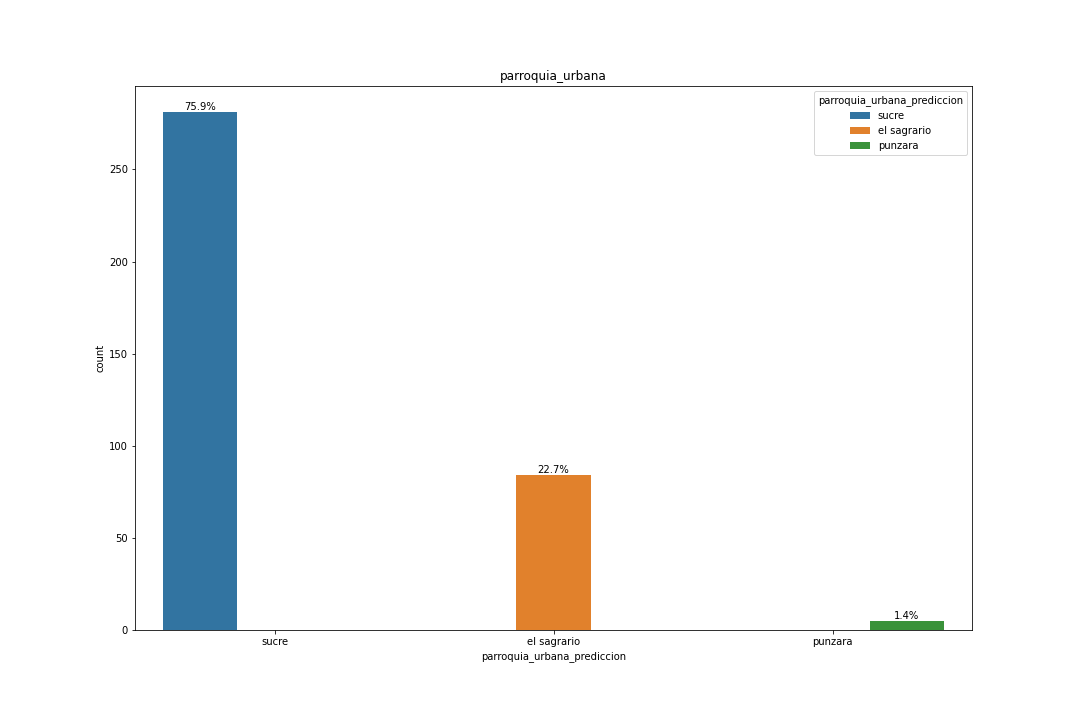 parroquia_urbana
75.9%
parroquia_urbana_prediccion
sucre
el sagrario
punzara
250
200
150
100
50
0
count
22.7%
1.4%
sucre
el sagrario
punzara
parroquia_urbana_prediccion